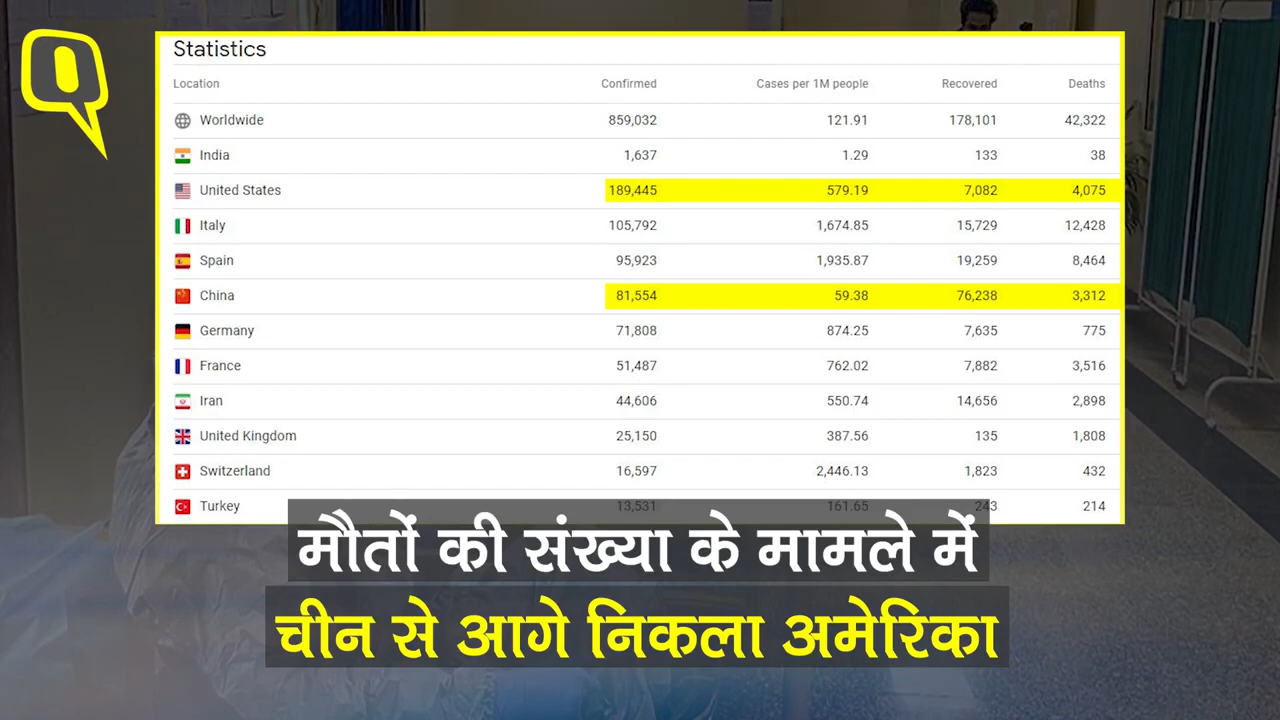 Statistics
Location Confirmed Cases per 1M people Recovered Deaths
Worldwide 859,032 121.91 178,101 42,322
India 1,637 1.29 133 38
United States 189,445 579.19 7,082 4,075
Italy 105,792 1,674.85 15,729 12,428
Spain 95,923 1,935.87 19,259 8,464
China 81,554 59.38 76,238 3,312
Germany 71,808 874.25 7,635 775
France 51,487 762.02 7,882 3,516
Iran 44,606 550.74 14,656 2,898
United Kingdom 25,150 387.56 135 1,808
Switzerland 16,597 2,446.13 1,823 432
Turkey 13,531 161.65 243 214
मौतों की संख्या के मामले में
चीन से आगे निकला अमेरिका